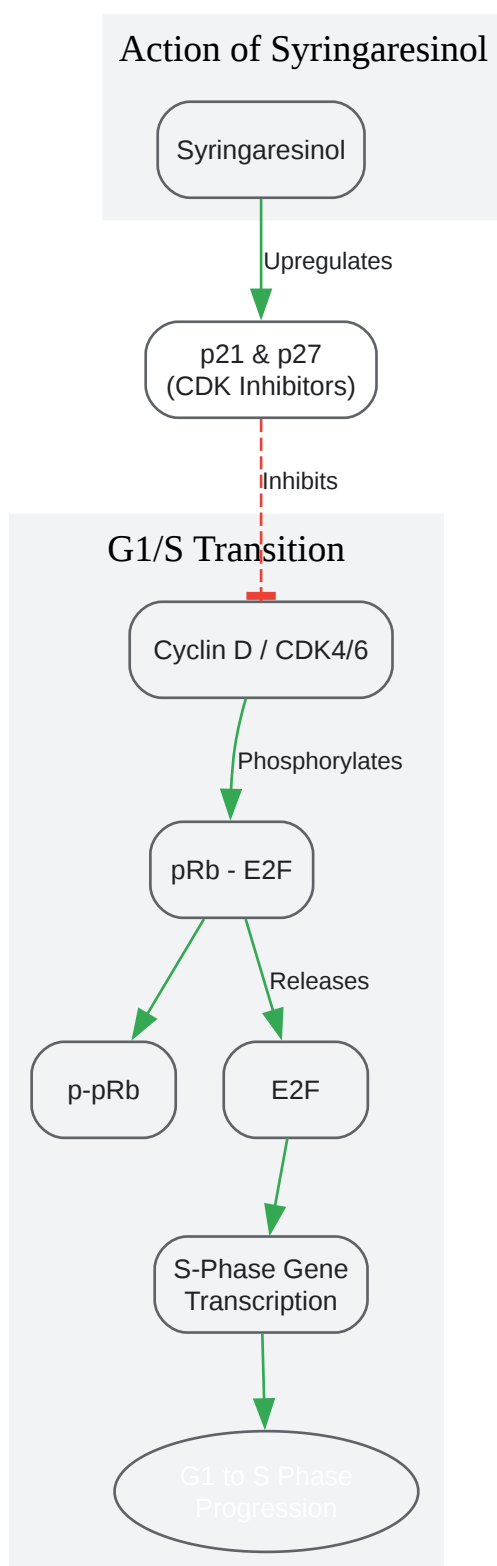 Action of Syringaresinol
Syringaresinol
Upregulates
p21 & p27
(CDK Inhibitors)
Inhibits
G1/S Transition
Cyclin D / CDK4/6
Phosphorylates
pRb - E2F
Releases
p-pRb
E2F
S-Phase Gene
Transcription
G1 to S Phase
Progression